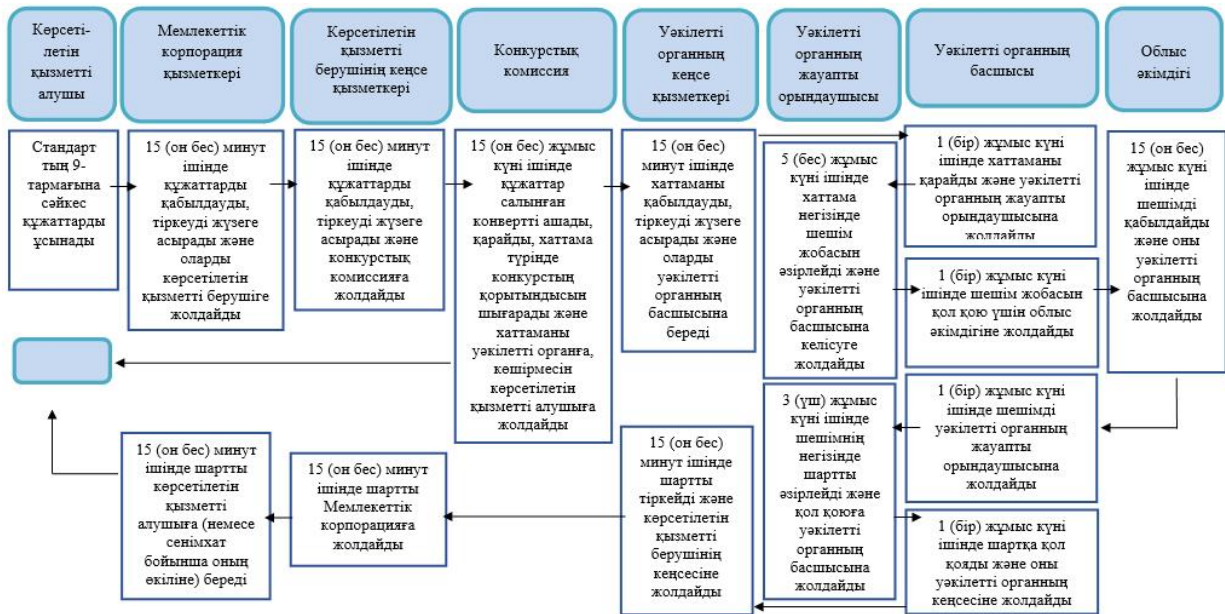 Көрсеті-
летін
қызметті
алушы
Мемлекеттік
корпорация
қызметкері
Көрсетілетін
қызметті
берушінің кеңсе
қызметкері
Конкурстық
комиссия
Уәкілетті
органның
кеңсе
қызметкері
Уәкілетті
органның
жауапты
орындаушысы
Уәкілетті органның
басшысы
Облыс
әкімдігі
Стандарт
тың 9-
тармағына
сәйкес
құжаттарды
ұсынады
15 (он бес) минут
ішінде
құжаттарды
қабылдауды,
тіркеуді жүзеге
асырады және
оларды
көрсетілетін
қызметті берушіге
жолдайды
15 (он бес) минут
ішінде
құжаттарды
қабылдауды,
тіркеуді жүзеге
асырады және
конкурстық
комиссияға
жолдайды
15 (он бес) жұмыс
күні ішінде
құжаттар
салынған
конвертті ашады,
қарайды, хаттама
түрінде
конкурстың
қорытындысын
шығарады және
хаттаманы
уәкілетті органға,
көшірмесін
көрсетілетін
қызметті алушыға
жолдайды
15 (он бес)
минут ішінде
хаттаманы
қабылдауды,
тіркеуді жүзеге
асырады және
оларды
уәкілетті
органның
басшысына
береді
5 (бес) жұмыс
күні ішінде
хаттама
негізінде
шешім
жобасын
әзірлейді және
уәкілетті
органның
басшысына
келісуге
жолдайды
1 (бір) жұмыс күні
ішінде хаттаманы
қарайды және уәкілетті
органның жауапты
орындаушысына
жолдайды
1 (бір) жұмыс күні
ішінде шешім жобасын
қол қою үшін облыс
әкімдігіне жолдайды
15 (он бес)
жұмыс күні
ішінде
шешімді
қабылдайды
және оны
уәкілетті
органның
басшысына
жолдайды
1 (бір) жұмыс күні
ішінде шешімді
уәкілетті органның
жауапты
орындаушысына
жолдайды
3 (үш) жұмыс
күні ішінде
шешімнің
негізінде
шартты
әзірлейді және
қол қоюға
уәкілетті
органның
басшысына
жолдайды
1 (бір) жұмыс күні
ішінде шартқа қол
қояды және оны
уәкілетті органның
кеңсесіне жолдайды
15 (он бес)
минут ішінде
шартты
тіркейді және
көрсетілетін
қызметті
берушінің
кеңсесіне
жолдайды
15 (он бес) минут
ішінде шартты
Мемлекеттік
корпорацияға
жолдайды
15 (он бес) минут
ішінде шартты
көрсетілетін
қызметті
алушыға (немесе
сенімхат
бойынша оның
өкіліне) береді